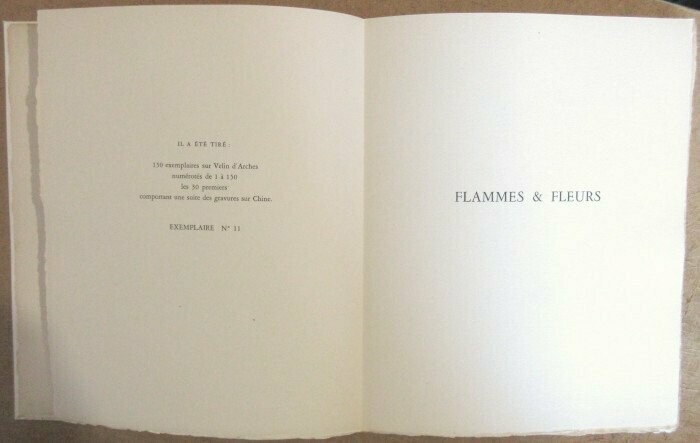 IL A ÉTÉ TIRÉ :
150 exemplaires sur Velin d'Arches
numérotés de 1 à 150
les 30 premiers
comportant une suite des gravures sur Chine.
EXEMPLAIRE N° 11
FLAMMES & FLEURS